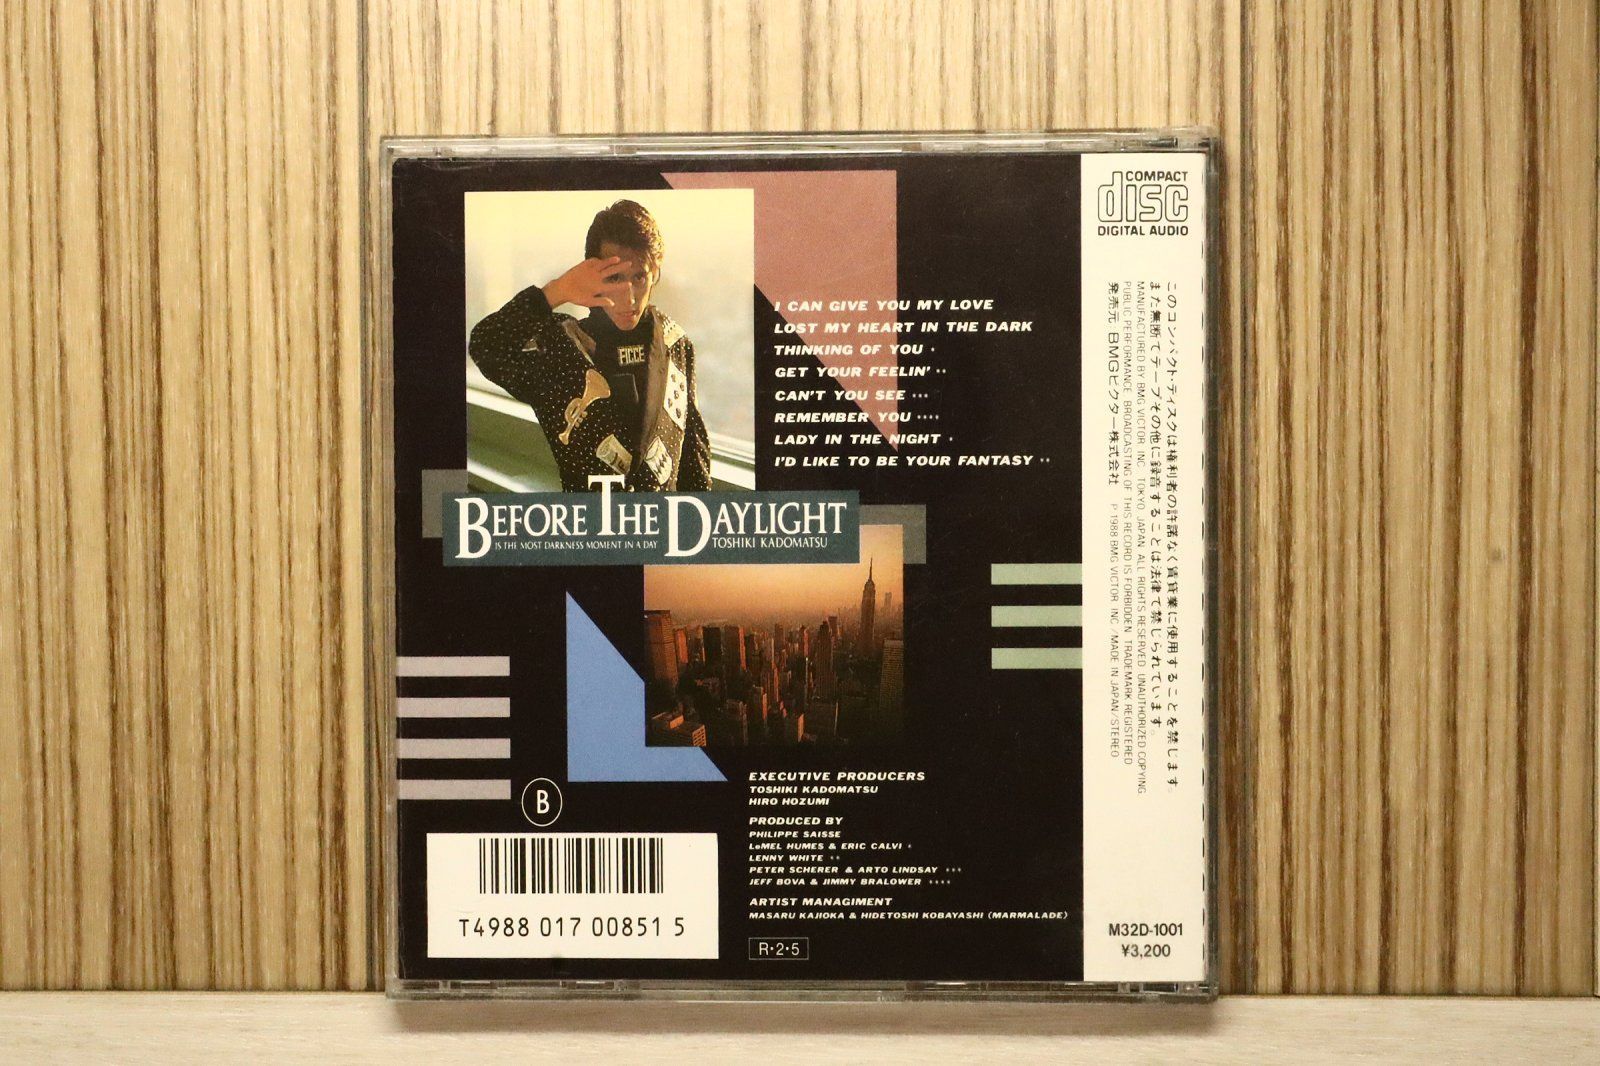 COMPACT
disc
DIGITAL AUDIO
FICCE
I CAN GIVE YOU MY LOVE
LOST MY HEART IN THE DARK
THINKING OF YOU *
GET YOUR FEELIN' **
CAN'T YOU SEE ***
REMEMBER YOU ****
LADY IN THE NIGHT *
I'D LIKE TO BE YOUR FANTASY **
BEFORE THE DAYLIGHT
IS THE MOST DARKNESS MOMENT IN A DAY
TOSHIKI KADOMATSU
EXECUTIVE PRODUCERS
TOSHIKI KADOMATSU
HIRO HOZUMI
PRODUCED BY
PHILIPPE SAISSE
LeMEL HUMES & ERIC CALVI *
LENNY WHITE **
PETER SCHERER & ARTO LINDSAY ***
JEFF BOVA & JIMMY BRALOWER ****
ARTIST MANAGIMENT
MASARU KAJIOKA & HIDETOSHI KOBAYASHI (MARMALADE)
R・2・5
B
T4988 017 00851 5
このコンパクト・ディスクは権利者の許諾なく賃貸業に使用することを禁じます。
また無断でテープその他に録音することは法律で禁じられています。
MANUFACTURED BY BMG VICTOR INC. TOKYO, JAPAN. ALL RIGHTS RESERVED. UNAUTHORIZED COPYING
PUBLIC PERFORMANCE BROADCASTING OF THIS RECORD IS FORBIDDEN. TRADEMARK REGISTERED
発売元 BMGビクター株式会社 ℗ 1988 BMG VICTOR INC./MADE IN JAPAN/STEREO
M32D-1001
¥3,200